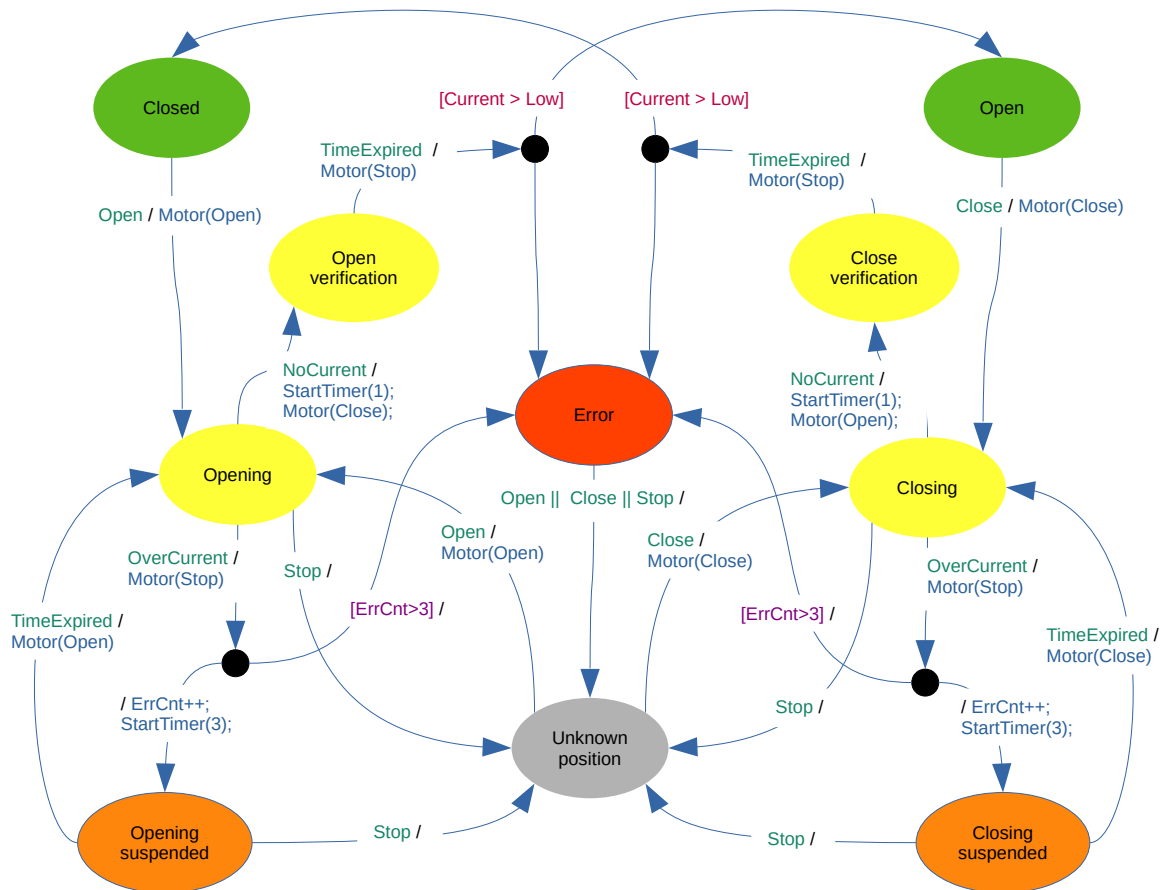 Closed
[Current > Low]
[Current > Low]
Open
TimeExpired /
Motor(Stop)
TimeExpired /
Motor(Stop)
Open / Motor(Open)
Close / Motor(Close)
Open
verification
Close
verification
NoCurrent /
StartTimer(1);
Motor(Close);
NoCurrent /
StartTimer(1);
Motor(Open);
Error
Opening
Closing
Open || Close || Stop /
Open /
Motor(Open)
Close /
Motor(Close)
OverCurrent /
Motor(Stop)
Stop /
OverCurrent /
Motor(Stop)
[ErrCnt>3] /
[ErrCnt>3] /
TimeExpired /
Motor(Open)
TimeExpired /
Motor(Close)
/ ErrCnt++;
StartTimer(3);
Stop /
/ ErrCnt++;
StartTimer(3);
Unknown
position
Opening
suspended
Stop /
Stop /
Closing
suspended